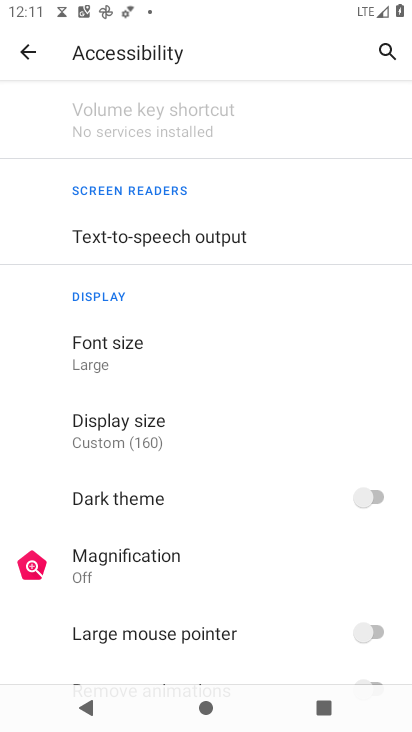 12:11
LTE
Accessibility
Volume key shortcut
No services installed
SCREEN READERS
Text-to-speech output
DISPLAY
Font size
Large
Display size
Custom (160)
Dark theme
Magnification
Off
Large mouse pointer
Remove animations